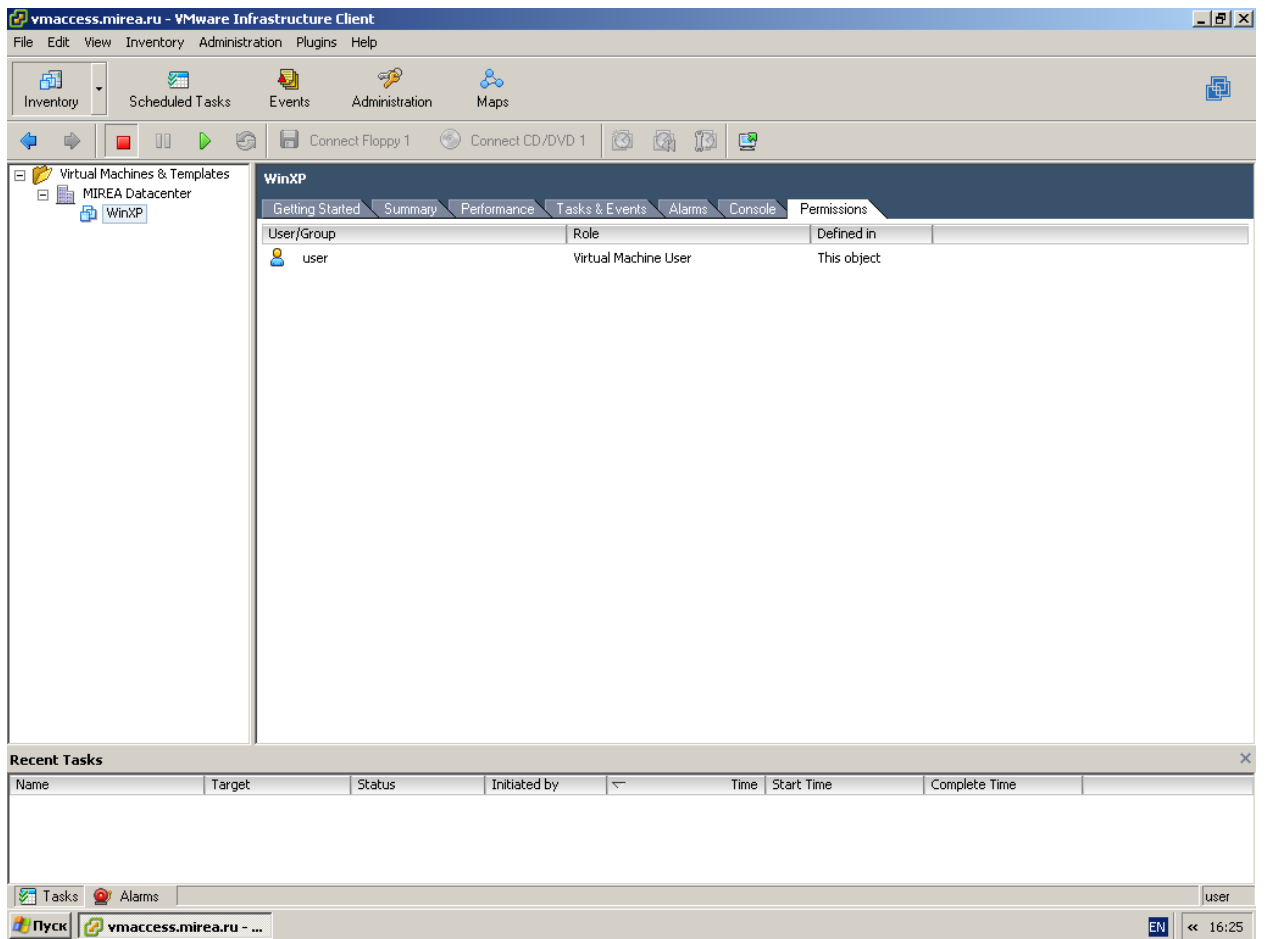 vmaccess.mirea.ru - VMware Infrastructure Client
File Edit View Inventory Administration Plugins Help
Inventory Scheduled Tasks Events Administration Maps
Connect Floppy 1 Connect CD/DVD 1
Virtual Machines & Templates
MIREA Datacenter
WinXP
WinXP
Getting Started Summary Performance Tasks & Events Alarms Console Permissions
User/Group Role Defined in
user Virtual Machine User This object
Recent Tasks
Name Target Status Initiated by Time Start Time Complete Time
Tasks Alarms user
Пуск vmaccess.mirea.ru - ... EN « 16:25